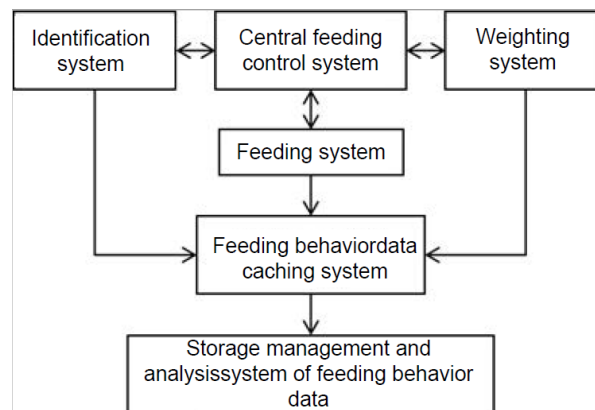 Identification
system
Central feeding
control system
Weighting
system
Feeding system
Feeding behaviordata
caching system
Storage management and
analysissystem of feeding behavior
data